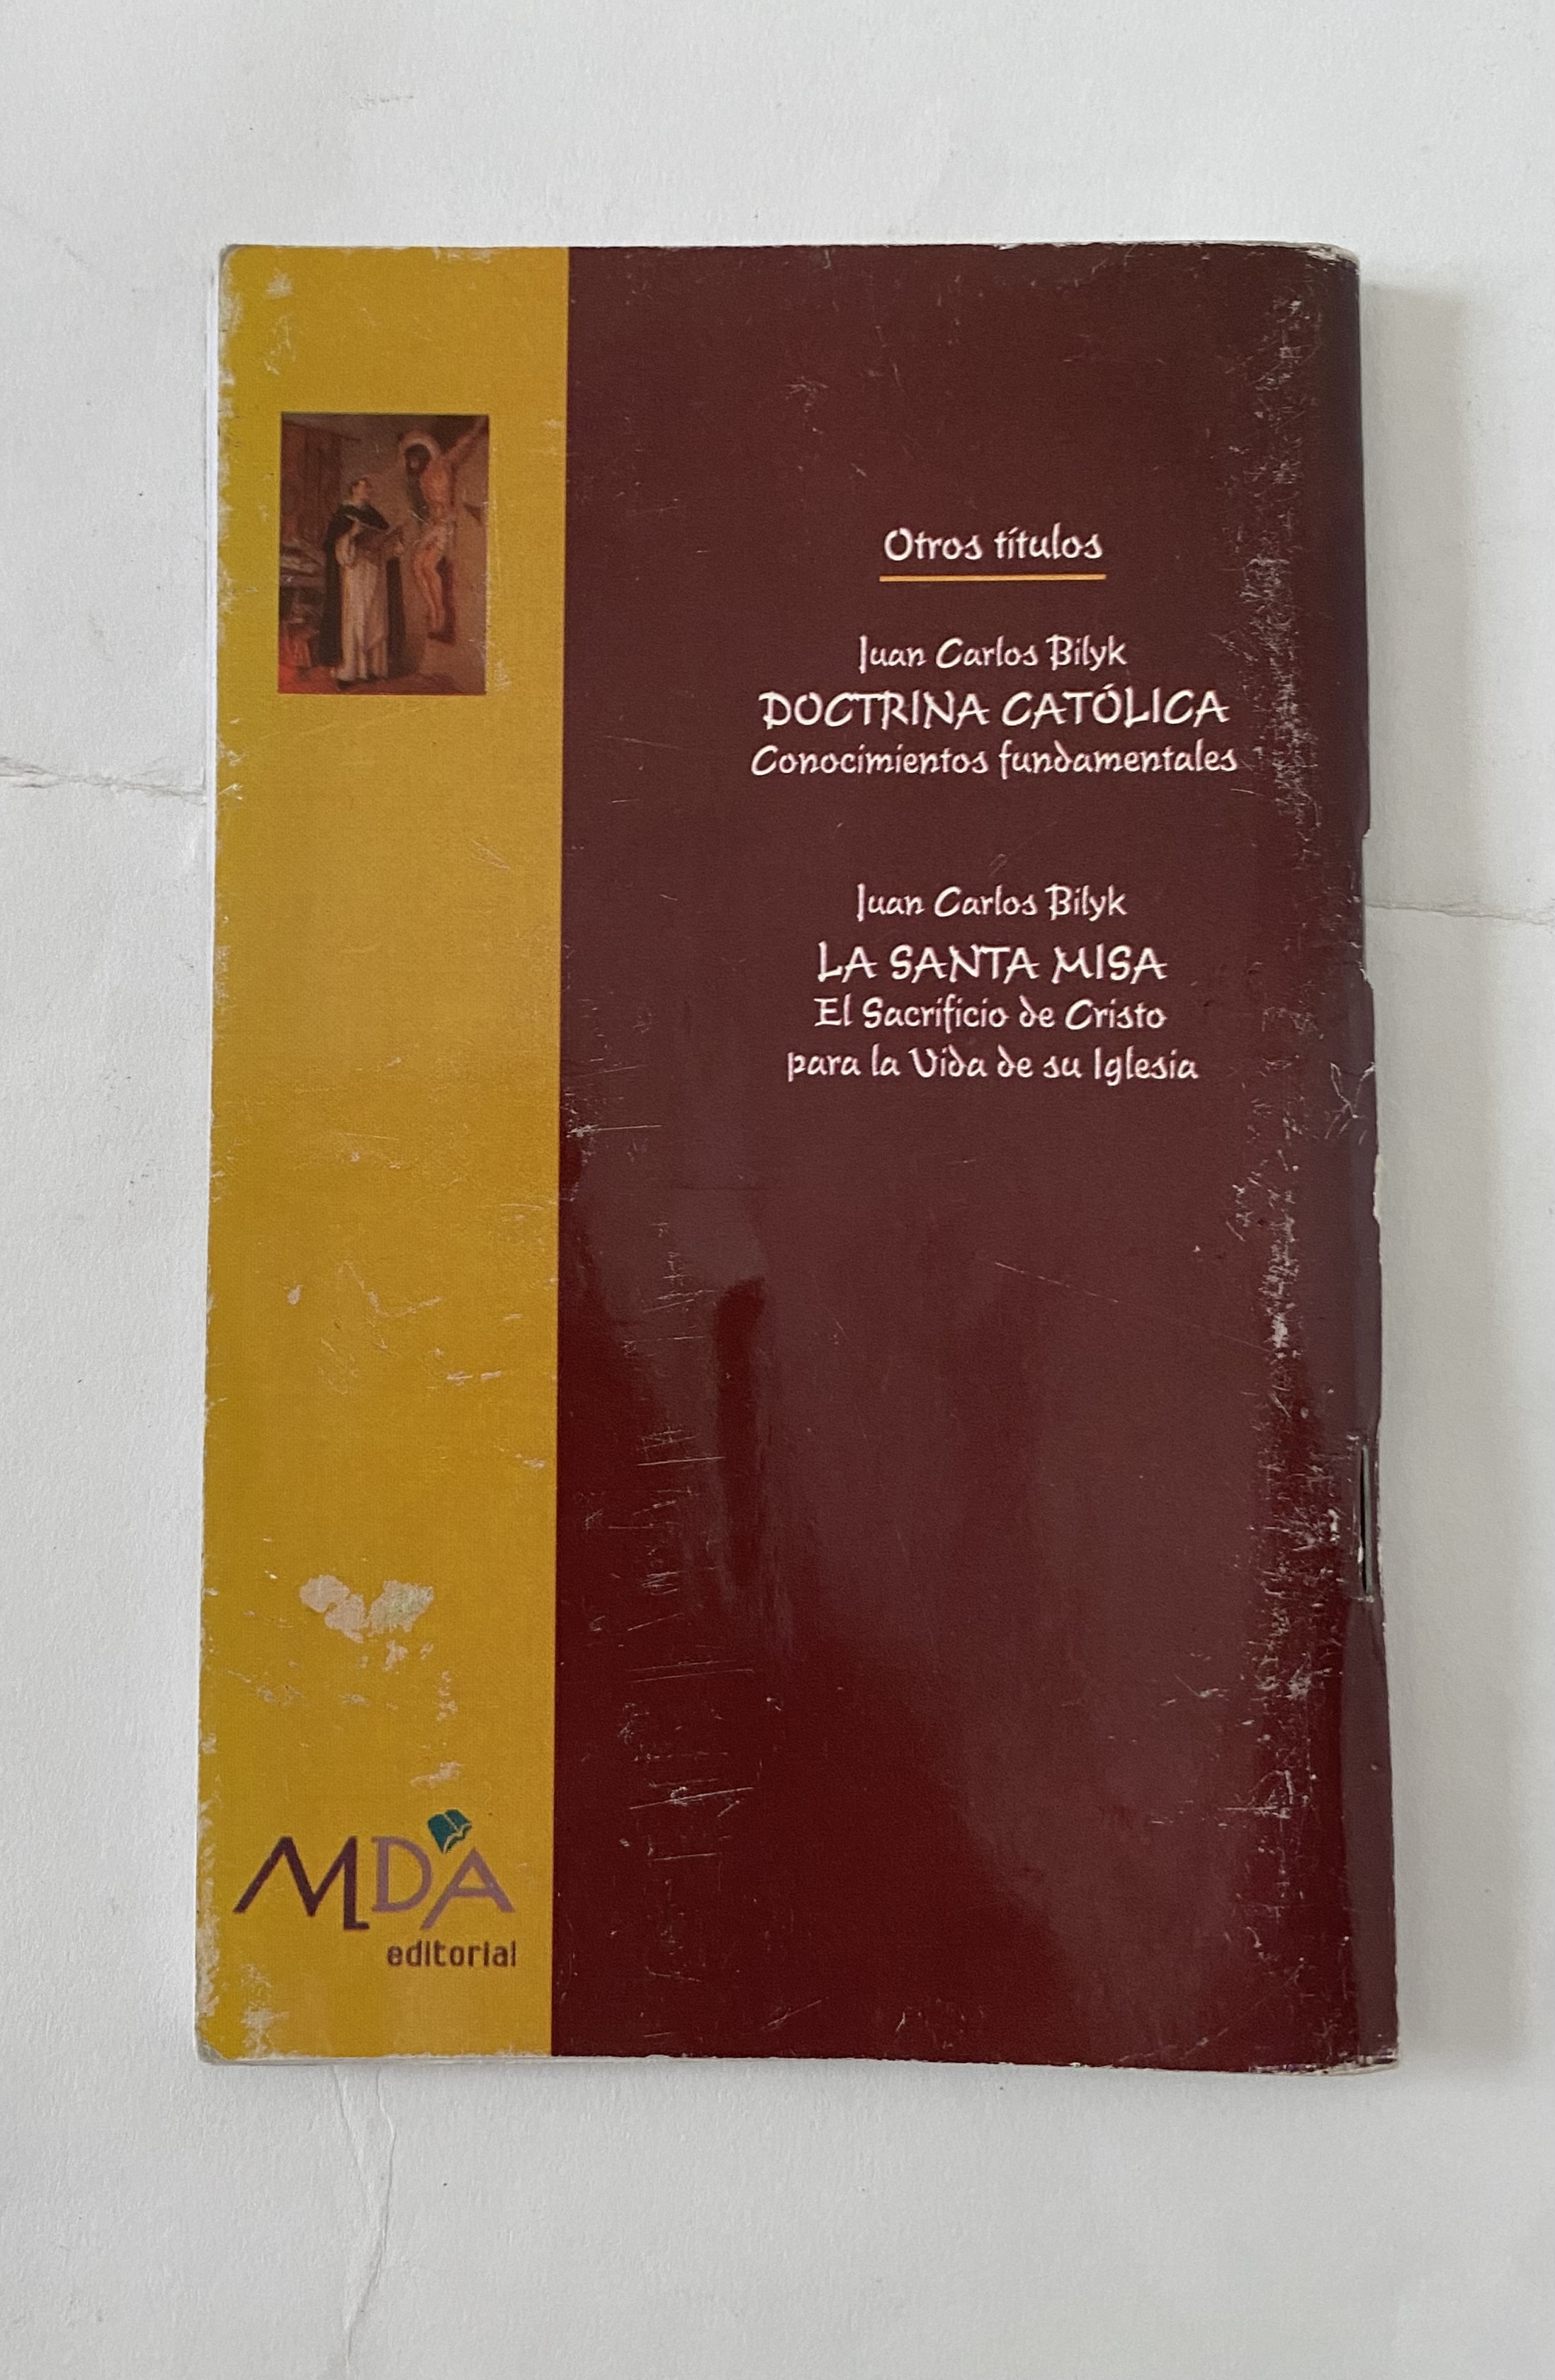 Otros títulos
Juan Carlos Bilyk
DOCTRINA CATÓLICA
Conocimientos fundamentales
Juan Carlos Bilyk
LA SANTA MISA
El Sacrificio de Cristo
para la Vida de su Iglesia
MDA
editorial